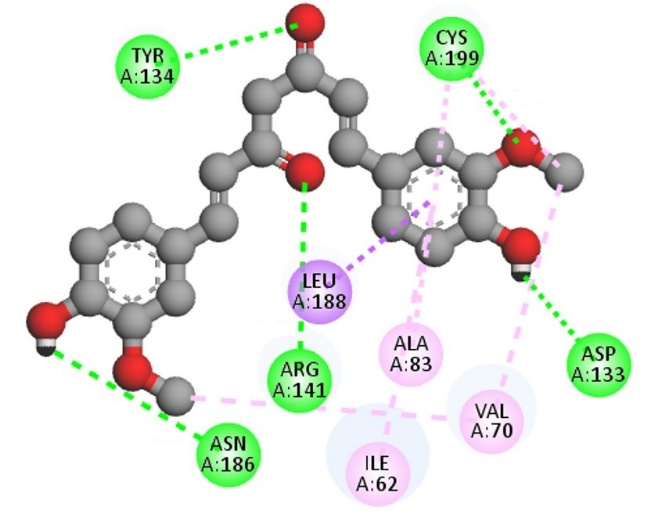 TYR
A:134
CYS
A:199
LEU
A:188
ALA
A:83
ASP
A:133
ARG
A:141
VAL
A:70
ASN
A:186
ILE
A:62